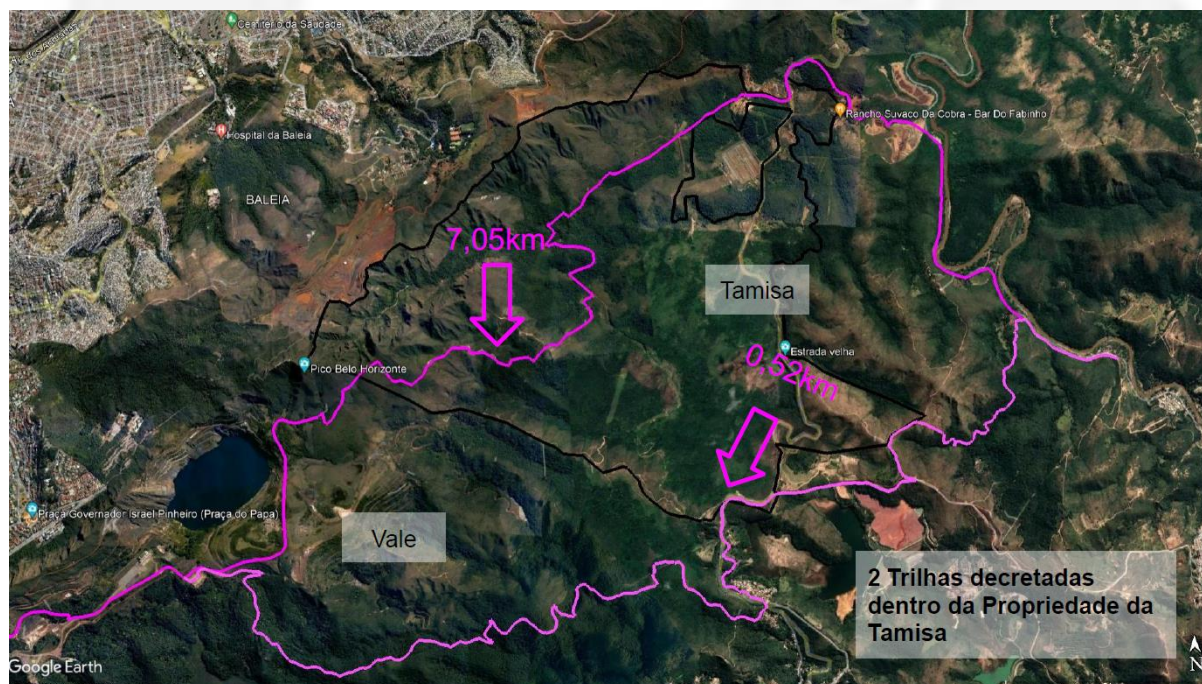 Cemitério da Saudade
Hospital da Baleia
Rancho Suvaco Da Cobra - Bar Do Fabinho
BALEIA
7,05km
Tamisa
Estrada velha
0,52km
Pico Belo Horizonte
Praça Governador Israel Pinheiro (Praça do Papa)
Vale
2 Trilhas decretadas
dentro da Propriedade da
Tamisa
Google Earth
N